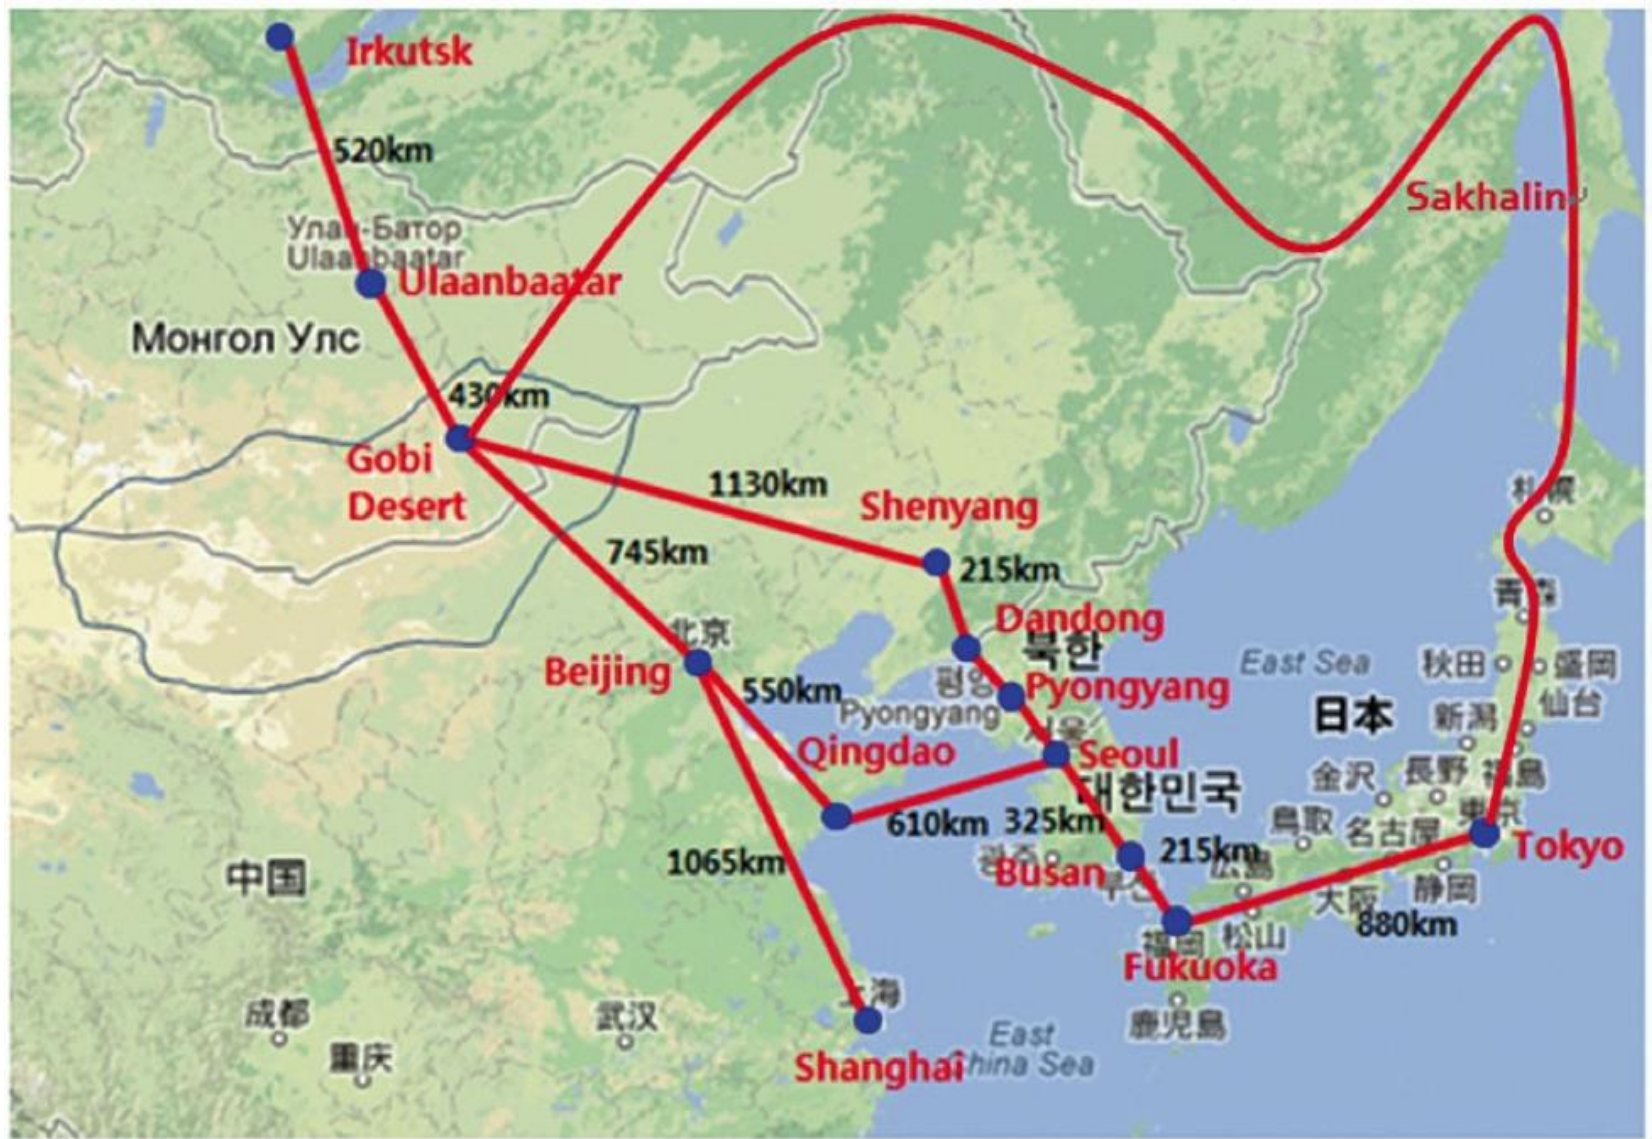 Irkutsk
520km
Улан-Батор
Ulaanbaatar
Ulaanbaatar
Монгол Улс
Sakhalin
430km
Gobi
Desert
1130km
Shenyang
札幌
745km
215km
青森
Dandong
북한
北京
Beijing
550km
평양
Pyongyang
Pyongyang
East Sea
秋田
盛岡
日本
新潟
仙台
서울
Qingdao
Seoul
대한민국
金沢
長野
福島
610km
325km
鳥取
名古屋
東京
Tokyo
1065km
광주
Busan
부산
215km
広島
大阪
静岡
中国
880km
福岡
松山
Fukuoka
上海
成都
武汉
鹿児島
重庆
East
China Sea
Shanghai